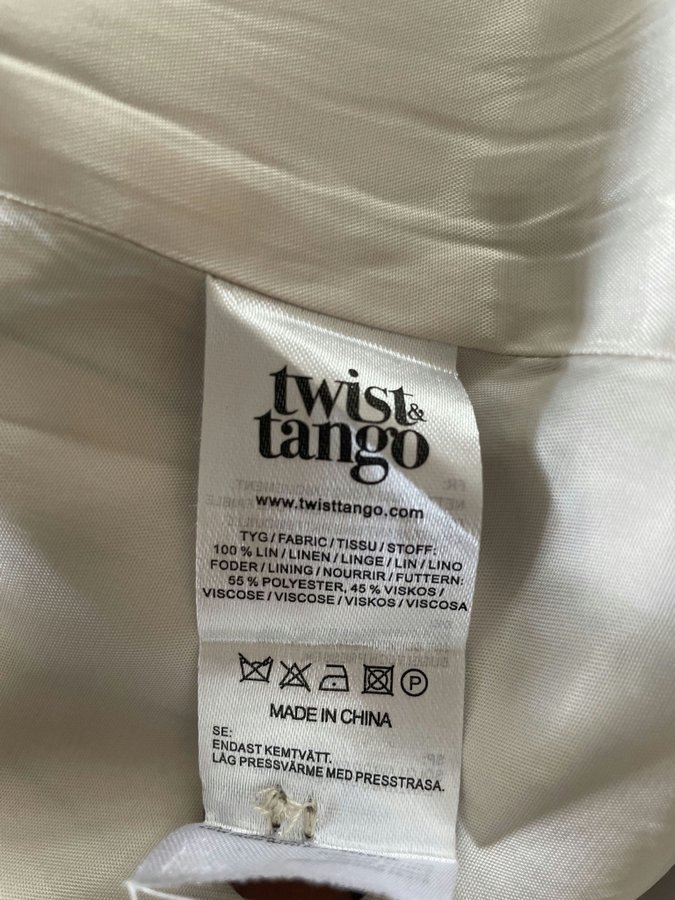 twist &
tango
www.twisttango.com
TYG / FABRIC / TISSU / STOFF:
100 % LIN / LINEN / LINGE / LIN / LINO
FODER / LINING / NOURRIR / FUTTERN:
55 % POLYESTER, 45 % VISKOS /
VISCOSE / VISCOSE / VISKOS / VISCOSA
P
MADE IN CHINA
SE:
ENDAST KEMTVÄTT.
LÅG PRESSVÄRME MED PRESSTRASA.